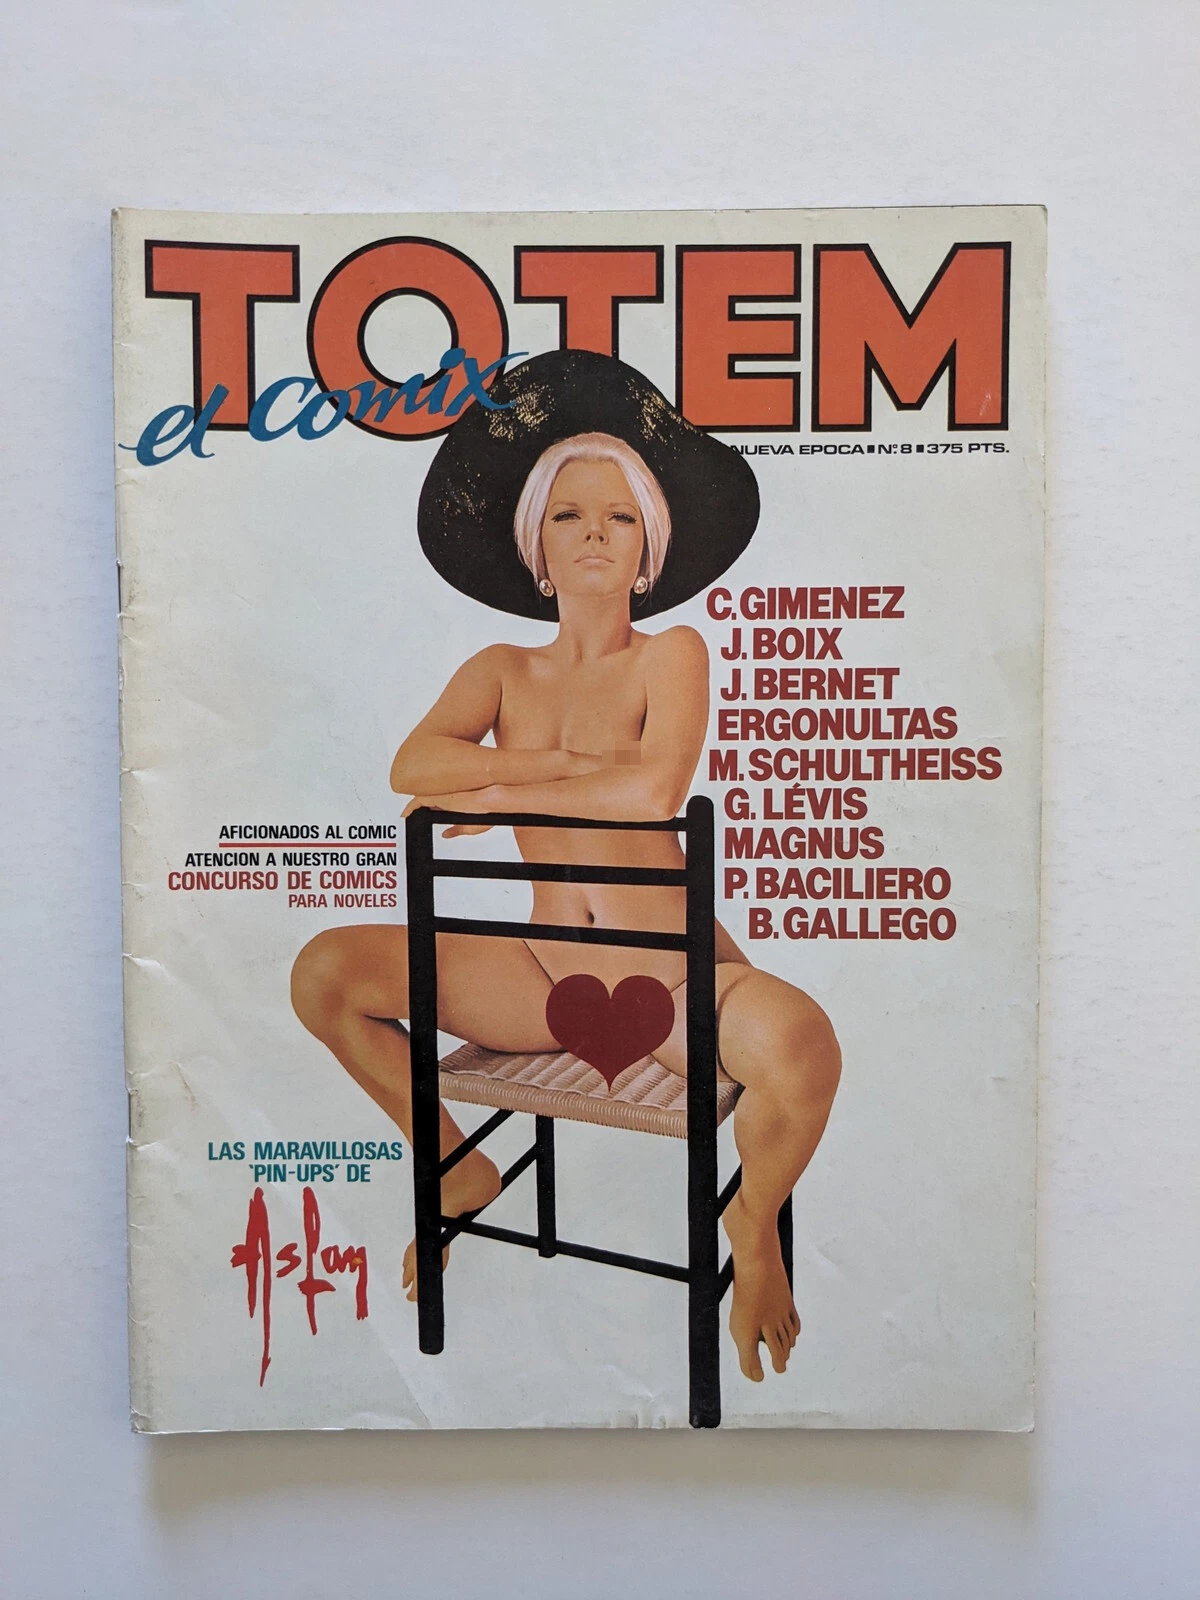 TOTEM
el comix
NUEVA EPOCA ■ Nº 8 ■ 375 PTS.
C. GIMENEZ
J. BOIX
J. BERNET
ERGONULTAS
M. SCHULTHEISS
G. LÉVIS
MAGNUS
P. BACILIERO
B. GALLEGO
AFICIONADOS AL COMIC
ATENCION A NUESTRO GRAN
CONCURSO DE COMICS
PARA NOVELES
LAS MARAVILLOSAS
'PIN-UPS' DE
Aslan